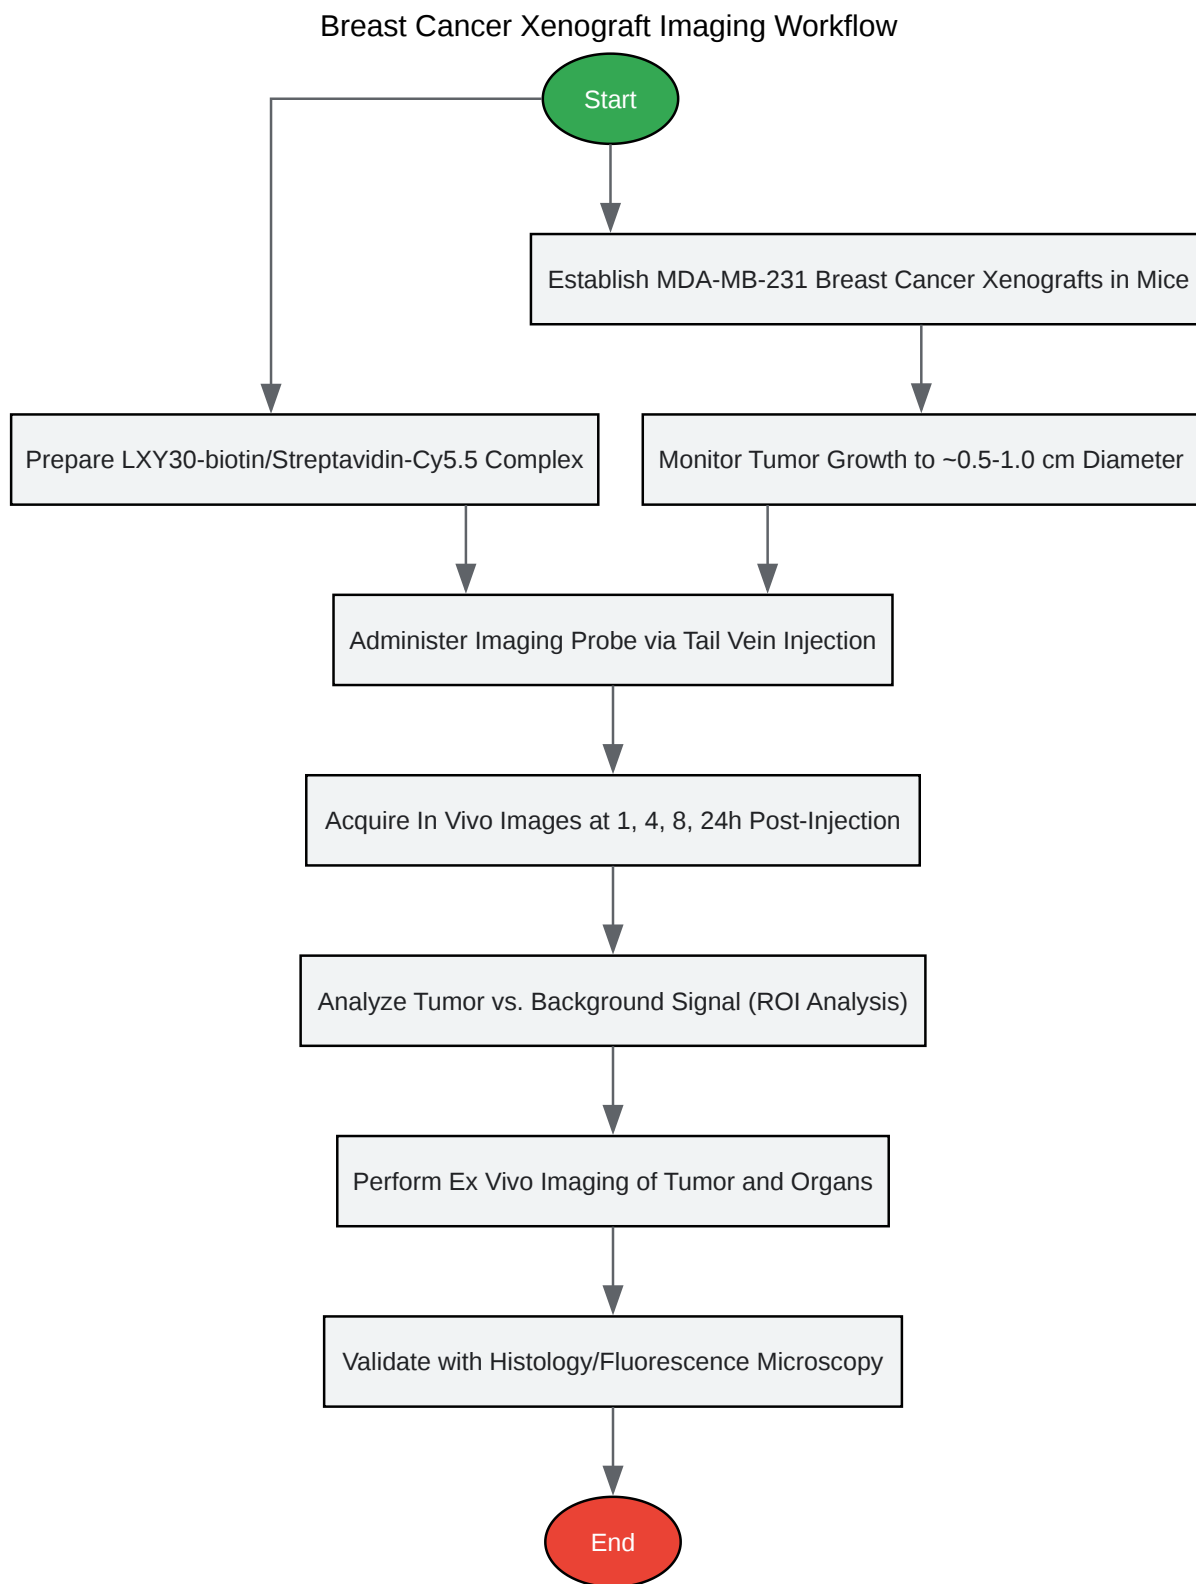 Breast Cancer Xenograft Imaging Workflow
Start
Establish MDA-MB-231 Breast Cancer Xenografts in Mice
Prepare LXY30-biotin/Streptavidin-Cy5.5 Complex
Monitor Tumor Growth to ~0.5-1.0 cm Diameter
Administer Imaging Probe via Tail Vein Injection
Acquire In Vivo Images at 1, 4, 8, 24h Post-Injection
Analyze Tumor vs. Background Signal (ROI Analysis)
Perform Ex Vivo Imaging of Tumor and Organs
Validate with Histology/Fluorescence Microscopy
End